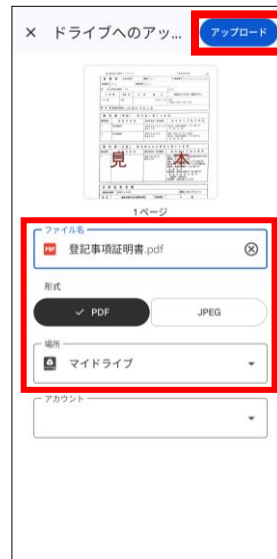 × ドライブへのアッ... アップロード
見 本
1ページ
ファイル名
PDF 登記事項証明書.pdf
形式
✓ PDF JPEG
場所
マイドライブ
アカウント